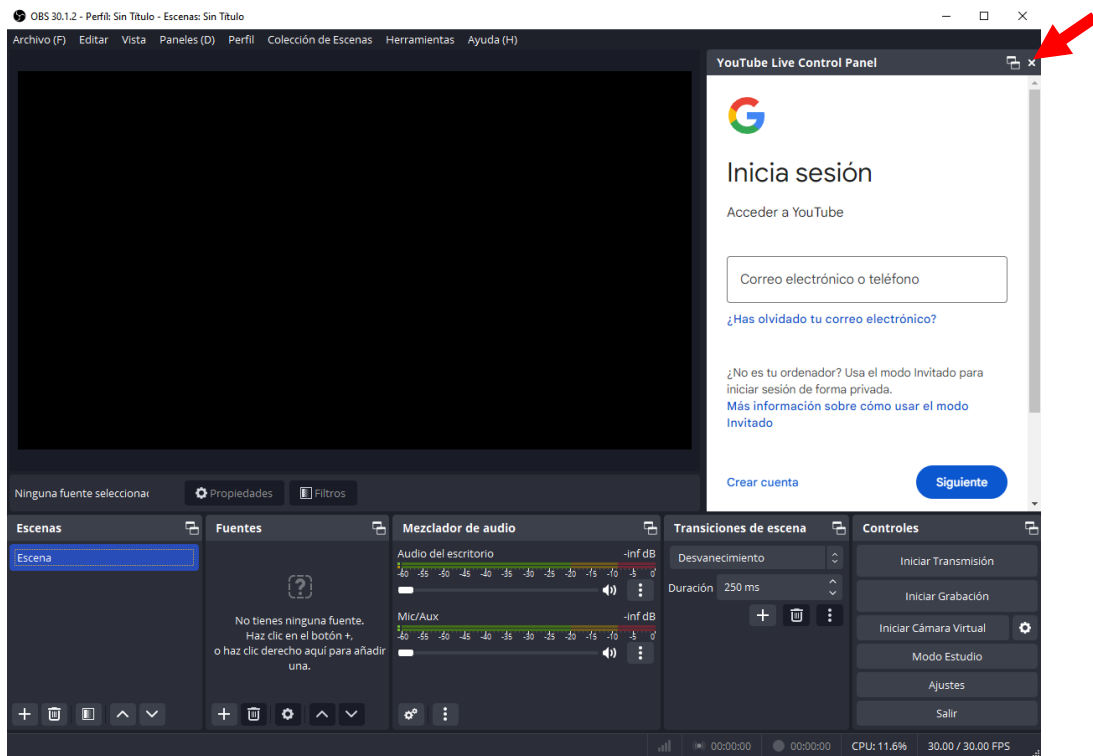 OBS 30.1.2 - Perfil: Sin Título - Escenas: Sin Título
Archivo (F) Editar Vista Paneles (D) Perfil Colección de Escenas Herramientas Ayuda (H)
YouTube Live Control Panel
Inicia sesión
Acceder a YouTube
Correo electrónico o teléfono
¿Has olvidado tu correo electrónico?
¿No es tu ordenador? Usa el modo Invitado para
iniciar sesión de forma privada.
Más información sobre cómo usar el modo
Invitado
Crear cuenta
Siguiente
Ninguna fuente seleccionac
Propiedades
Filtros
Escenas
Escena
Fuentes
No tienes ninguna fuente.
Haz clic en el botón +,
o haz clic derecho aquí para añadir
una.
Mezclador de audio
Audio del escritorio -inf dB
-60 -55 -50 -45 -40 -35 -30 -25 -20 -15 -10 -5 0
Mic/Aux -inf dB
-60 -55 -50 -45 -40 -35 -30 -25 -20 -15 -10 -5 0
Transiciones de escena
Desvanecimiento
Duración 250 ms
Controles
Iniciar Transmisión
Iniciar Grabación
Iniciar Cámara Virtual
Modo Estudio
Ajustes
Salir
00:00:00 00:00:00 CPU: 11.6% 30.00 / 30.00 FPS